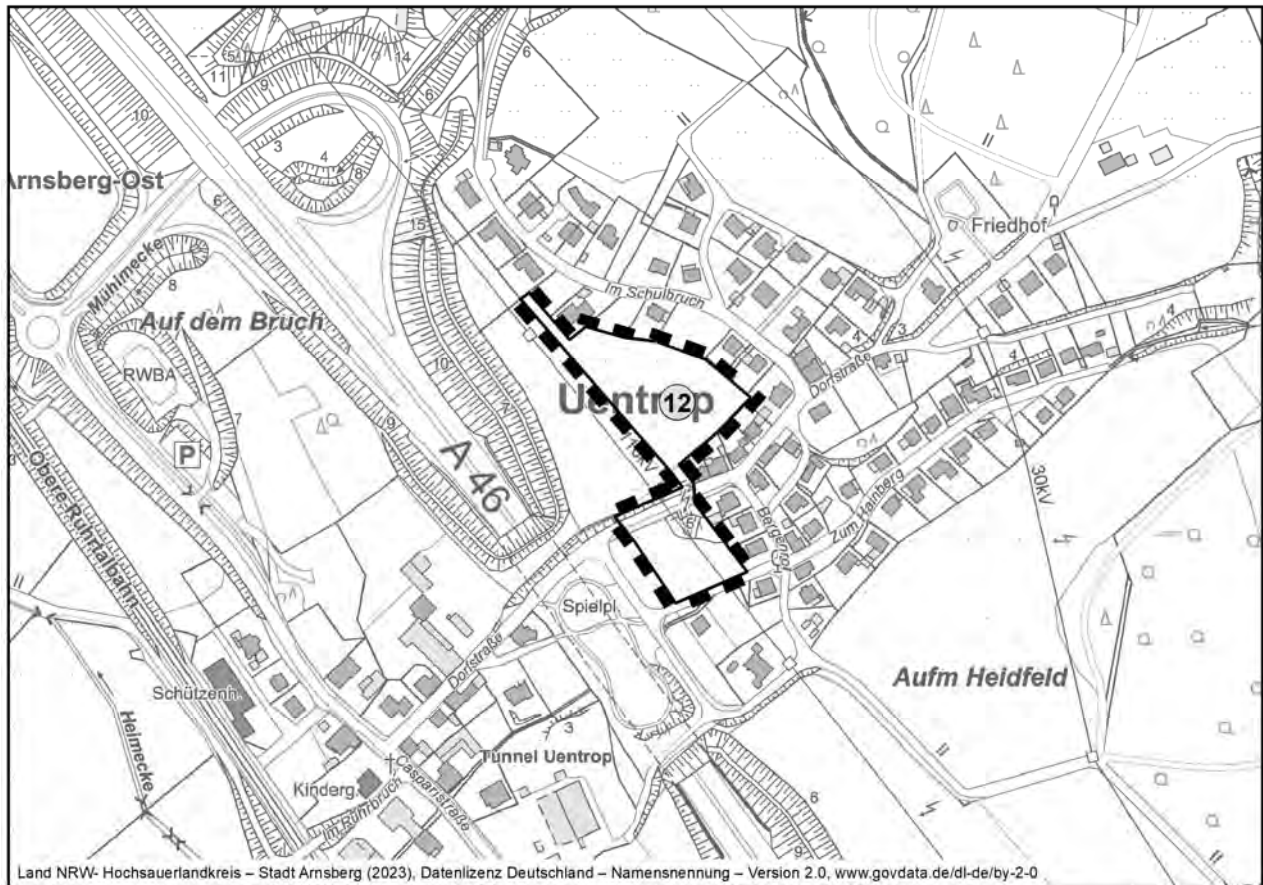 Arnsberg-Ost
Mühlmecke
Auf dem Bruch
RWBA
P
A 46
Obere-Ruhrtalbahn
Im Schulbruch
Friedhof
Dorfstraße
Uentrop
12
110kV
Zum Hainberg
30kV
Spielpl.
Dorfstraße
Aufm Heidfeld
Schützenh.
Helmecke
Tunnel Uentrop
Kinderg.
Casparistraße
Im Ruhrbruch
Land NRW- Hochsauerlandkreis – Stadt Arnsberg (2023), Datenlizenz Deutschland – Namensnennung – Version 2.0, www.govdata.de/dl-de/by-2-0